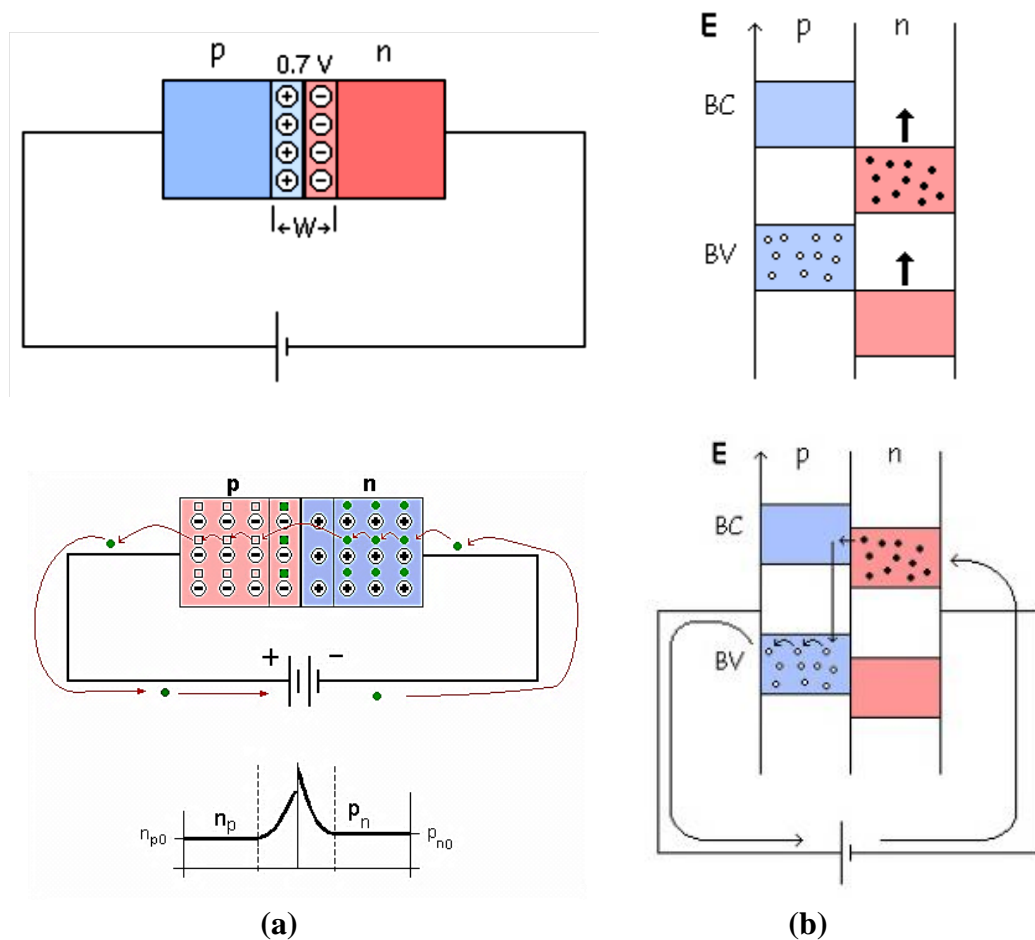 p 0.7 V n
+ −
+ −
+ −
+ −
W
E p n
BC
BV
p n
− − − − + + +
− − − − + + +
− − − − + + +
+ −
n_p p_n
n_p0 p_n0
E p n
BC
BV
(a) (b)